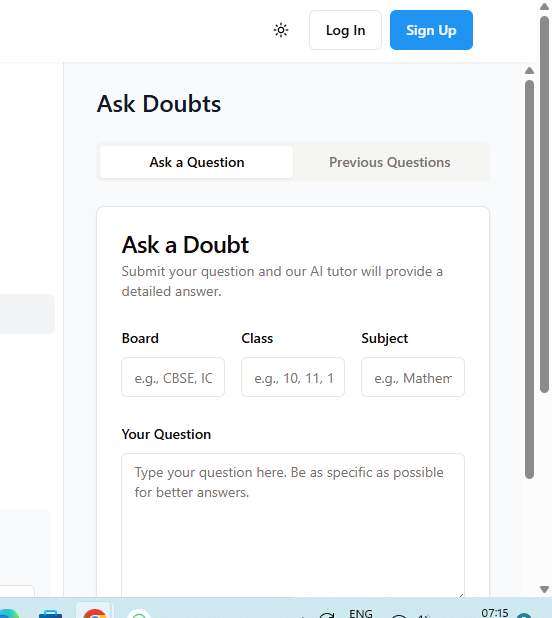 Log In
Sign Up
Ask Doubts
Ask a Question
Previous Questions
Ask a Doubt
Submit your question and our AI tutor will provide a
detailed answer.
Board
Class
Subject
e.g., CBSE, IC
e.g., 10, 11, 1
e.g., Mathem
Your Question
Type your question here. Be as specific as possible
for better answers.
ENG
07:15